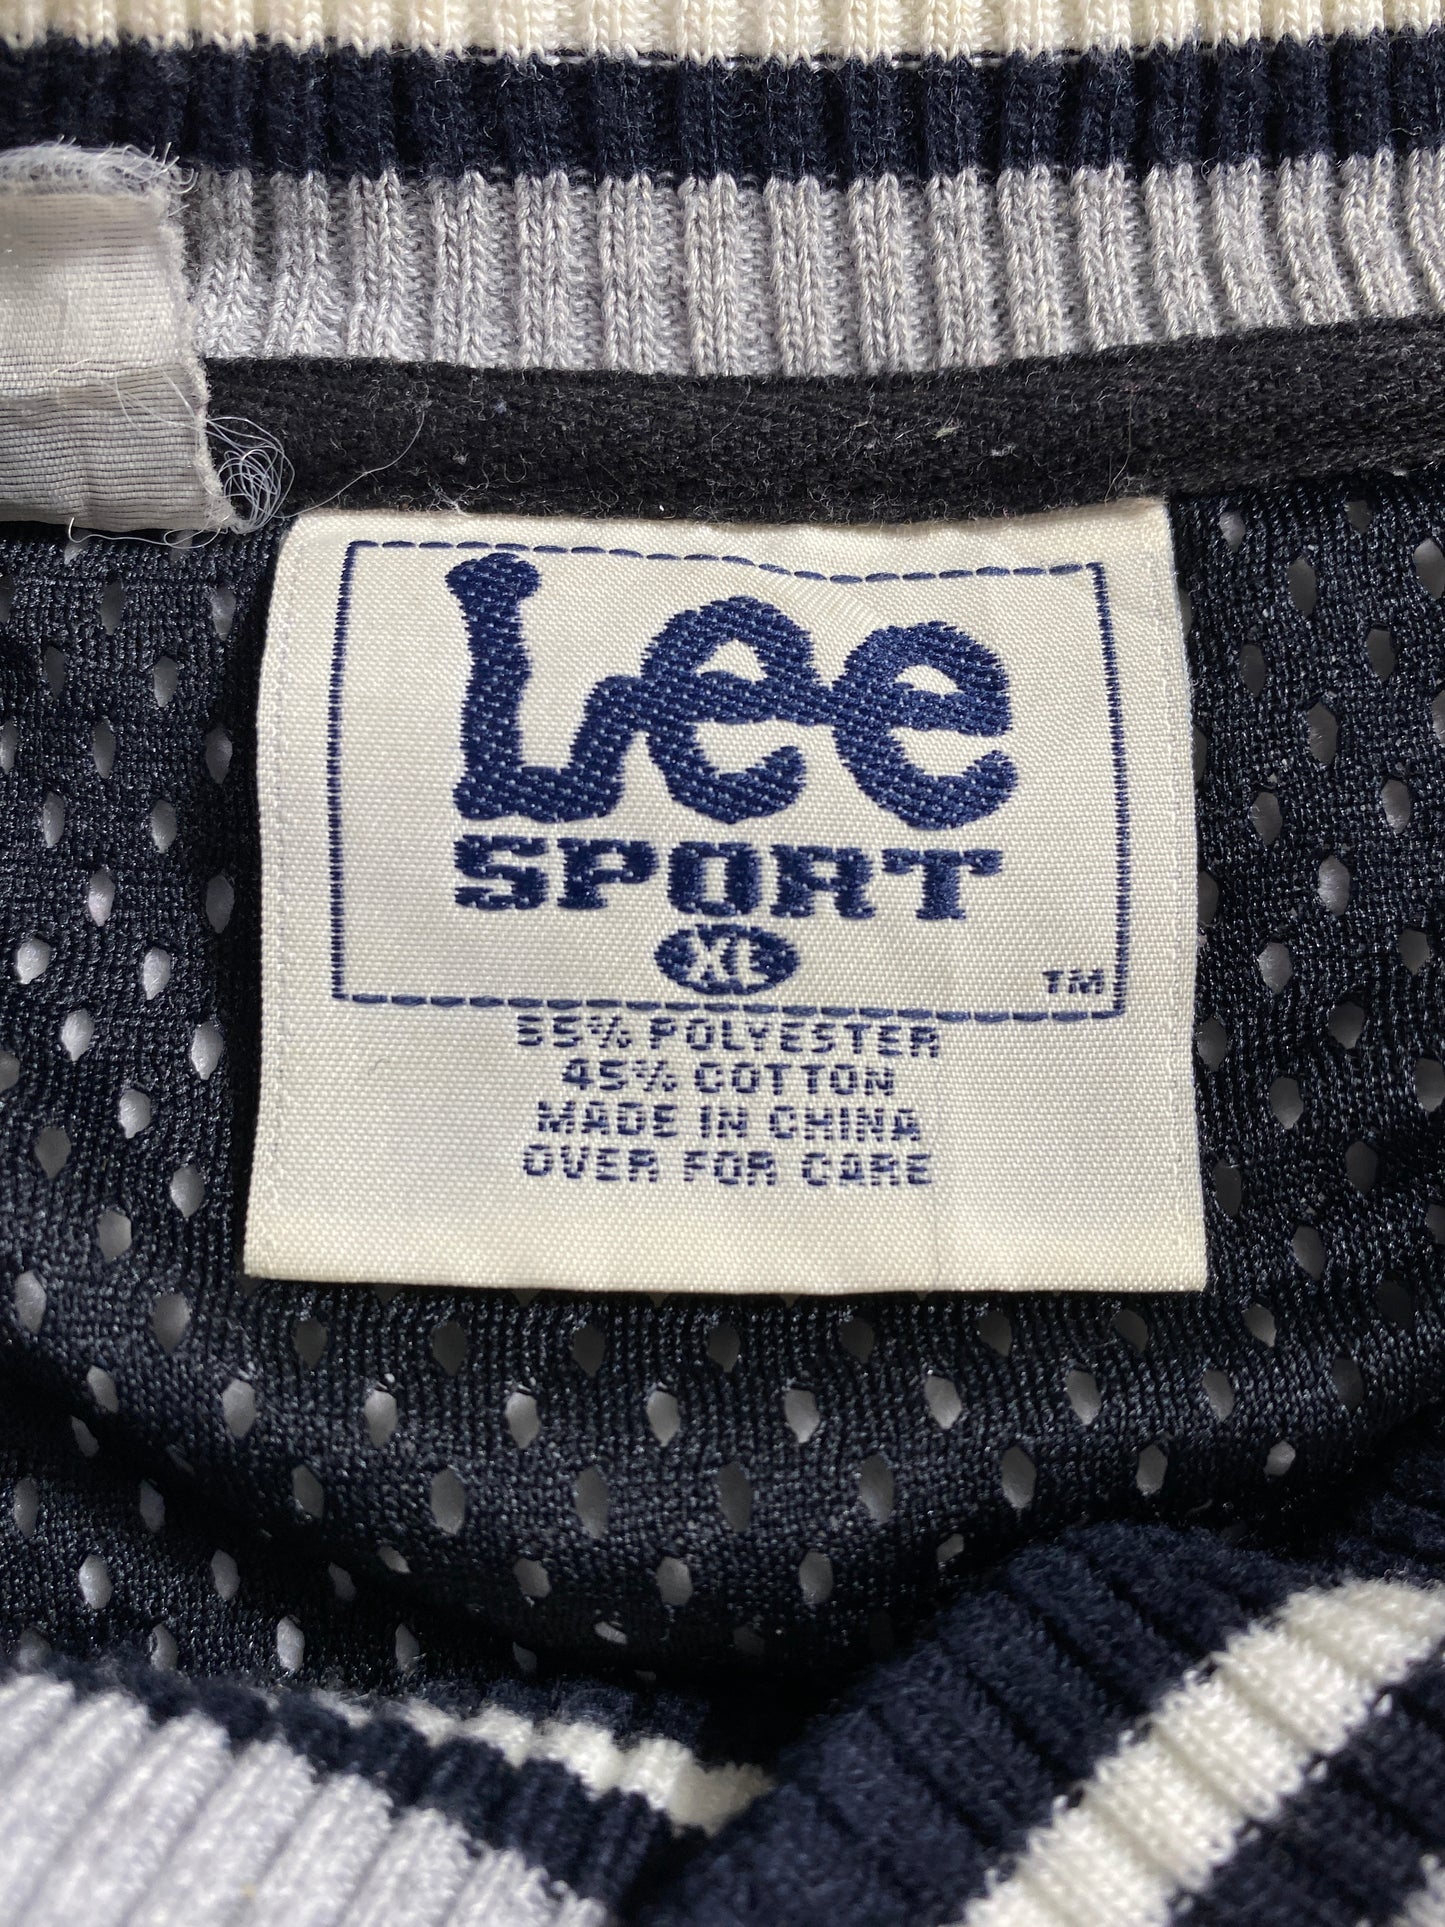 Lee
SPORT
XL
TM
55% POLYESTER
45% COTTON
MADE IN CHINA
OVER FOR CARE